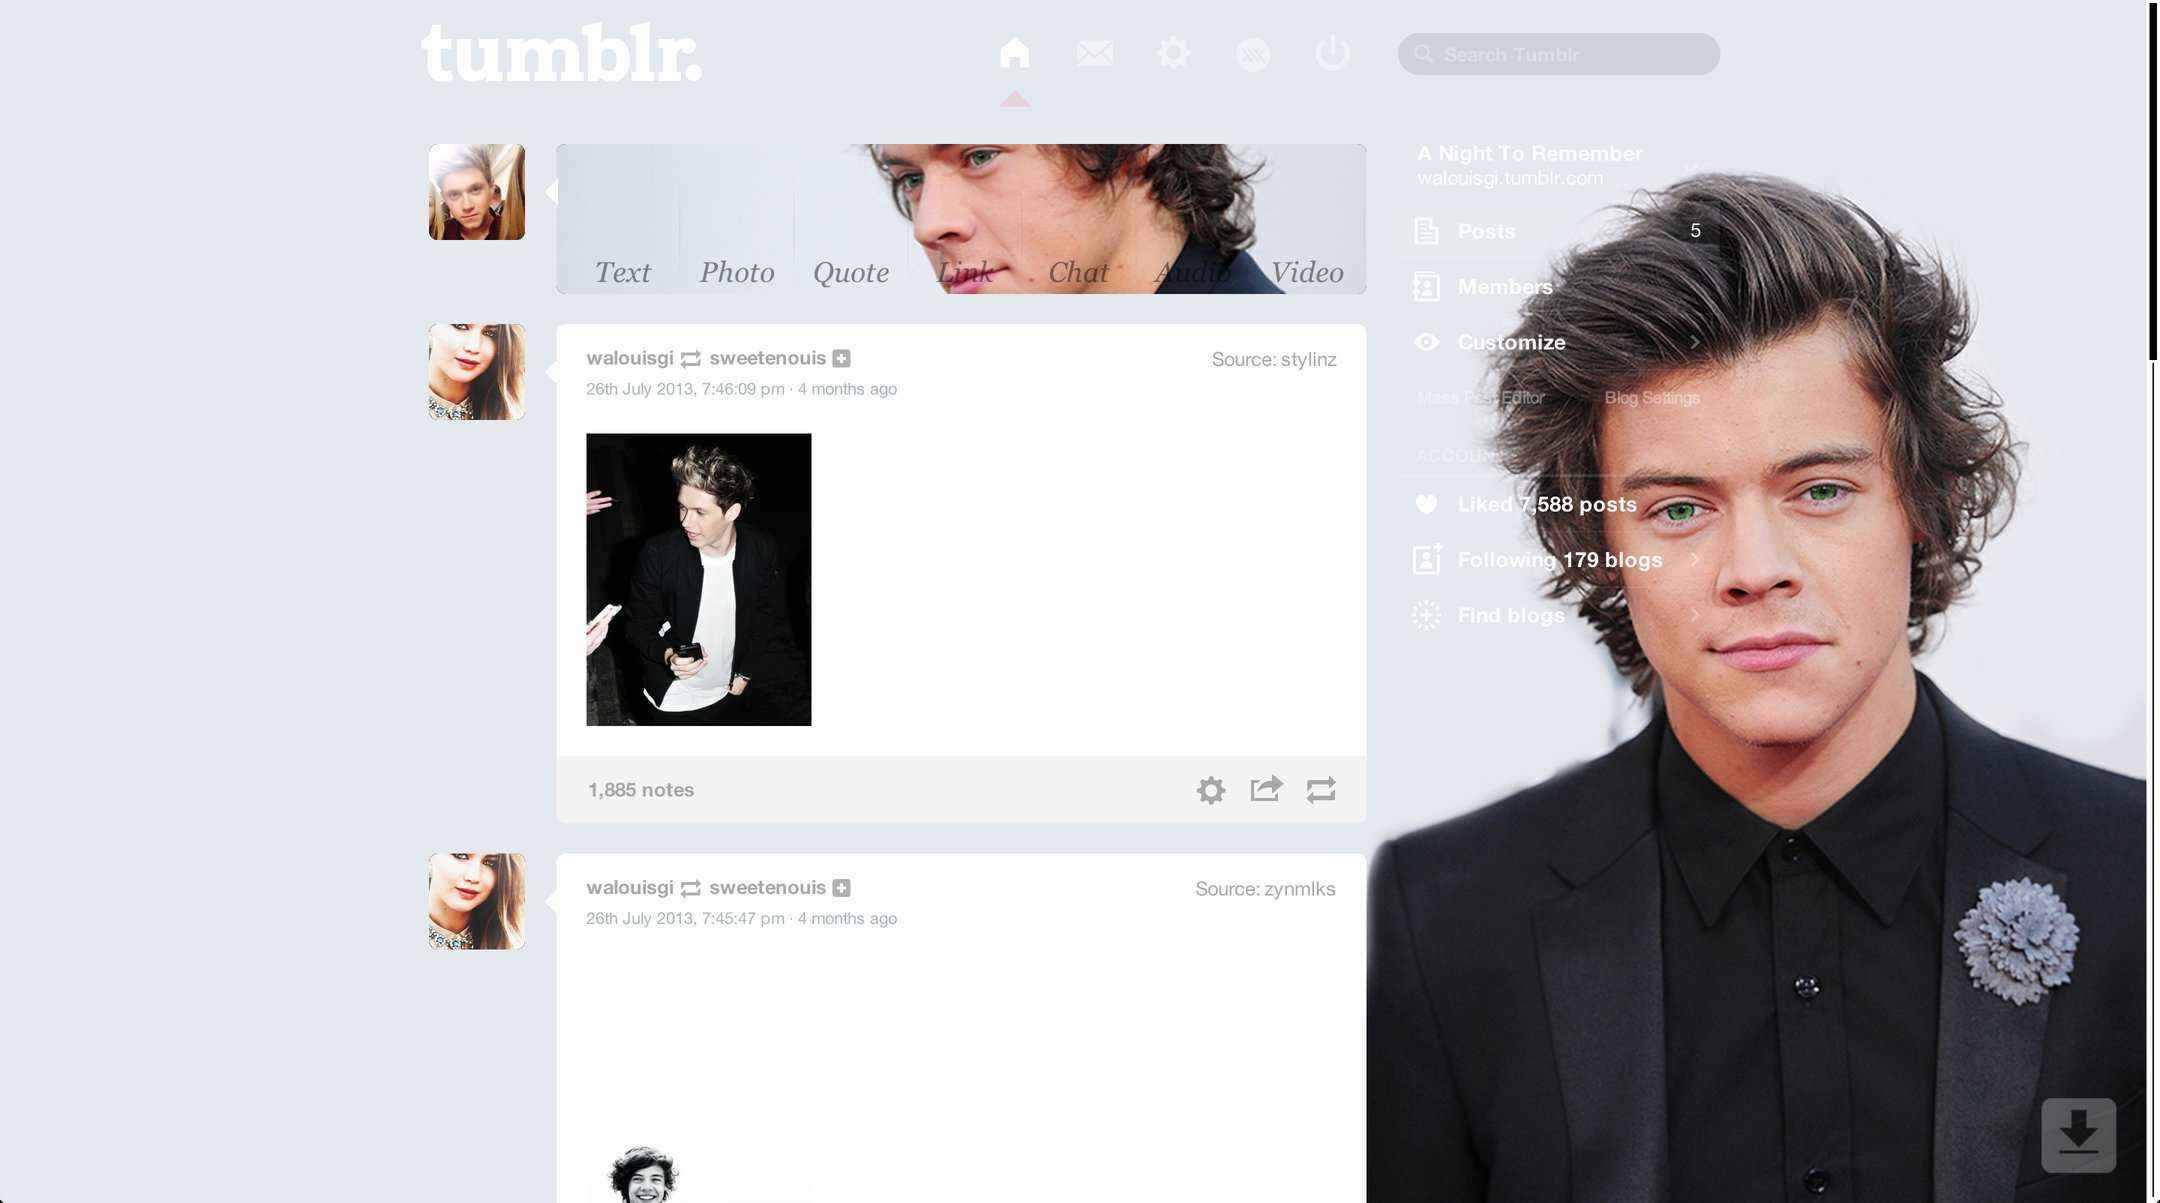 tumblr.
Search Tumblr
Text Photo Quote Link Chat Audio Video
walouisgi sweetenouis
Source: stylinz
26th July 2013, 7:46:09 pm · 4 months ago
1,885 notes
walouisgi sweetenouis
Source: zynmlks
26th July 2013, 7:45:47 pm · 4 months ago
A Night To Remember
walouisgi.tumblr.com
Posts 5
Members
Customize
Mass Post Editor Blog Settings
ACCOUNT
Liked 7,588 posts
Following 179 blogs
Find blogs